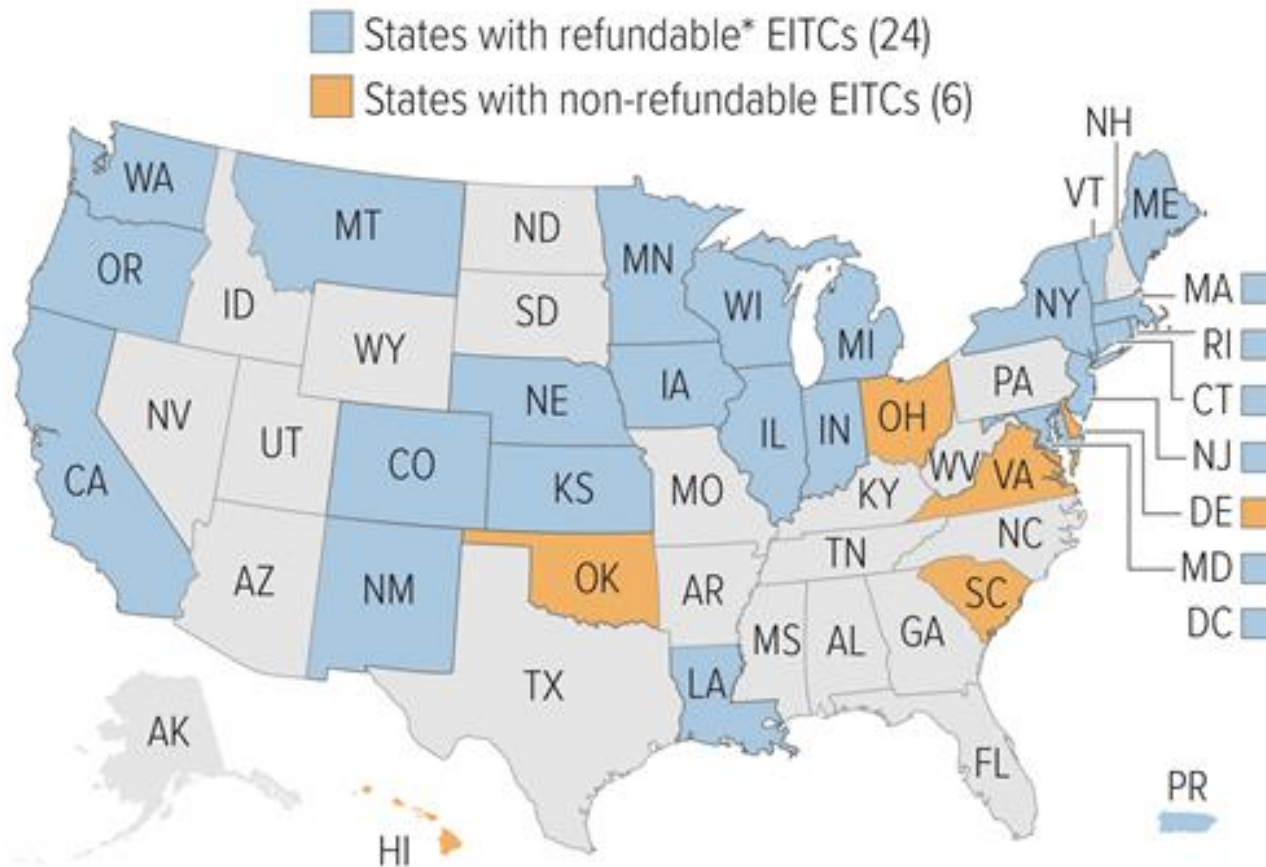 States with refundable* EITCs (24)
States with non-refundable EITCs (6)
NH
VT
WA
MT
ND
MN
ME
OR
ID
SD
WI
NY
MA
WY
MI
RI
NV
UT
NE
IA
PA
CT
CA
CO
KS
IL
IN
OH
NJ
MO
WV
VA
KY
DE
AZ
NM
OK
AR
TN
NC
MD
SC
DC
TX
LA
MS
AL
GA
AK
FL
HI
PR